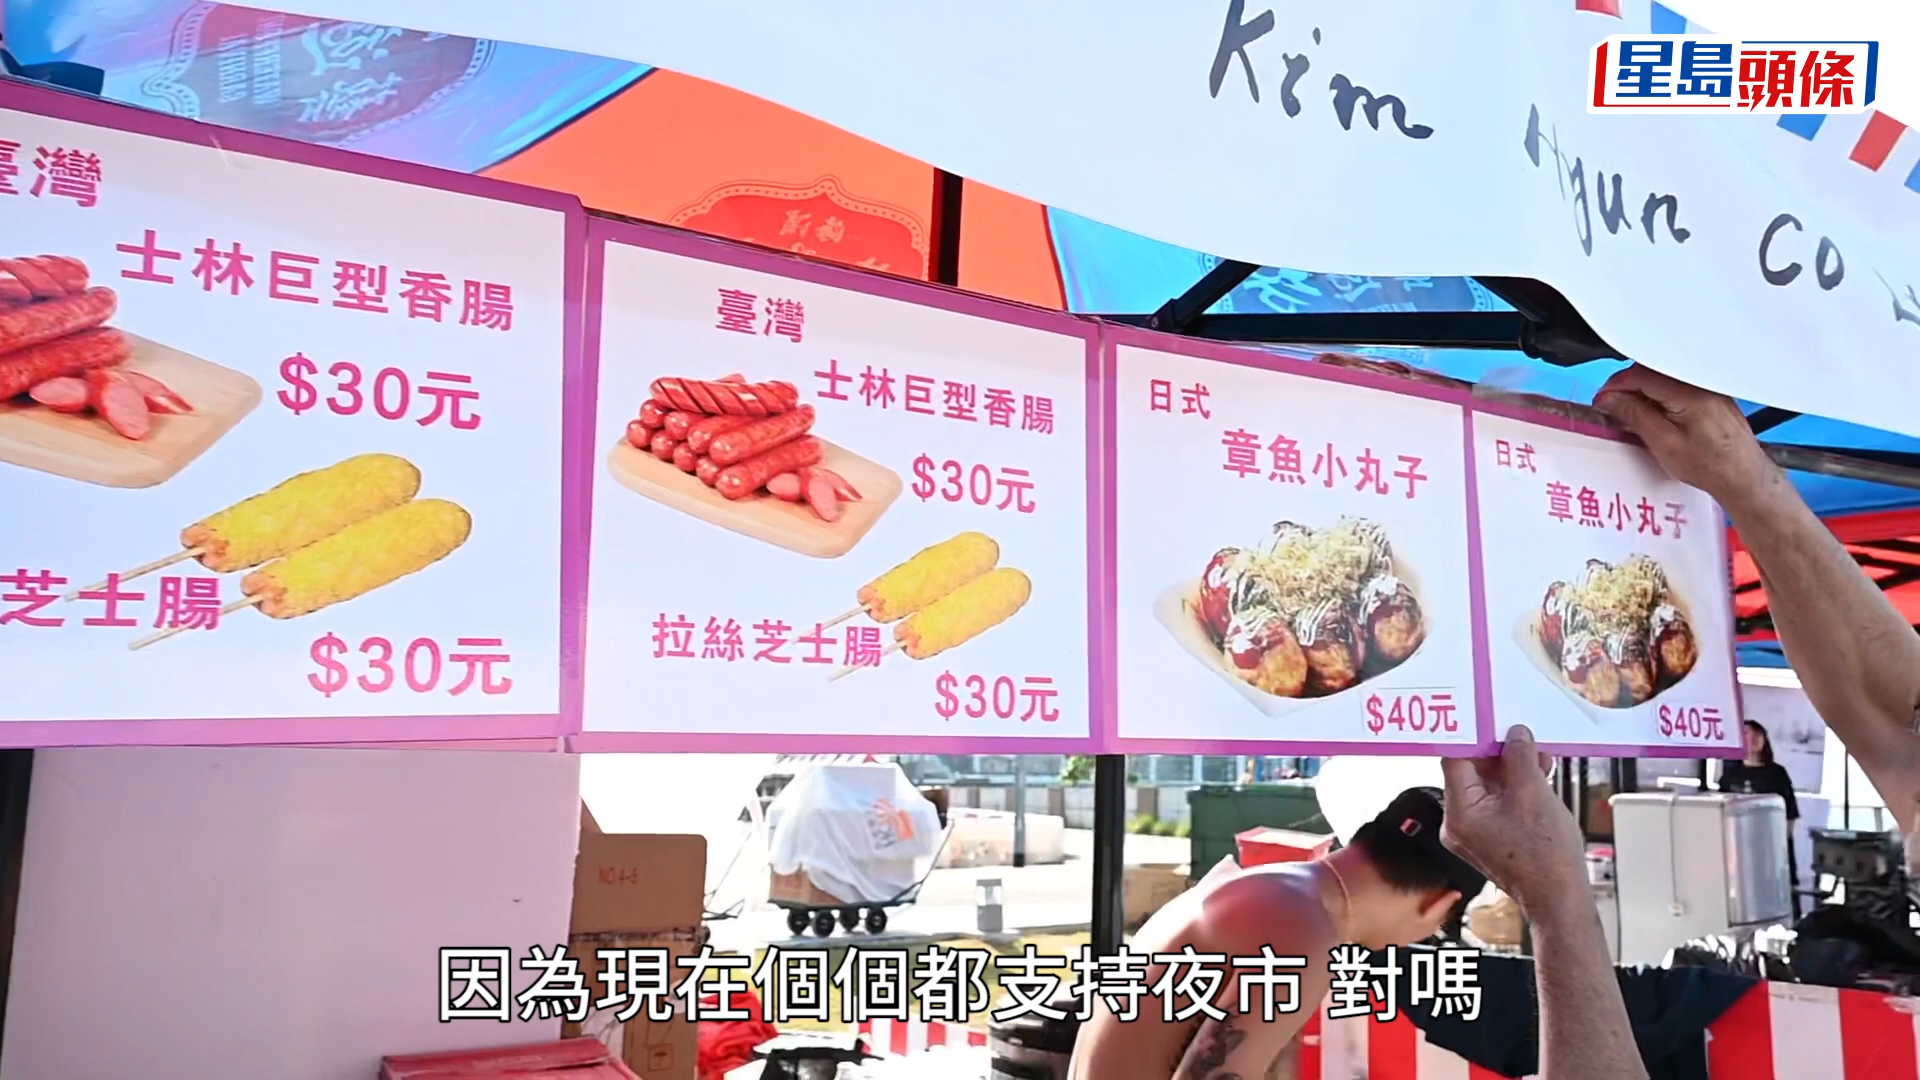 星島頭條
Kim Hyun Co
臺灣
士林巨型香腸
$30元
芝士腸
$30元
臺灣
士林巨型香腸
$30元
拉絲芝士腸
$30元
日式
章魚小丸子
$40元
日式
章魚小丸子
$40元
NO.4-5
因為現在個個都支持夜市 對嗎